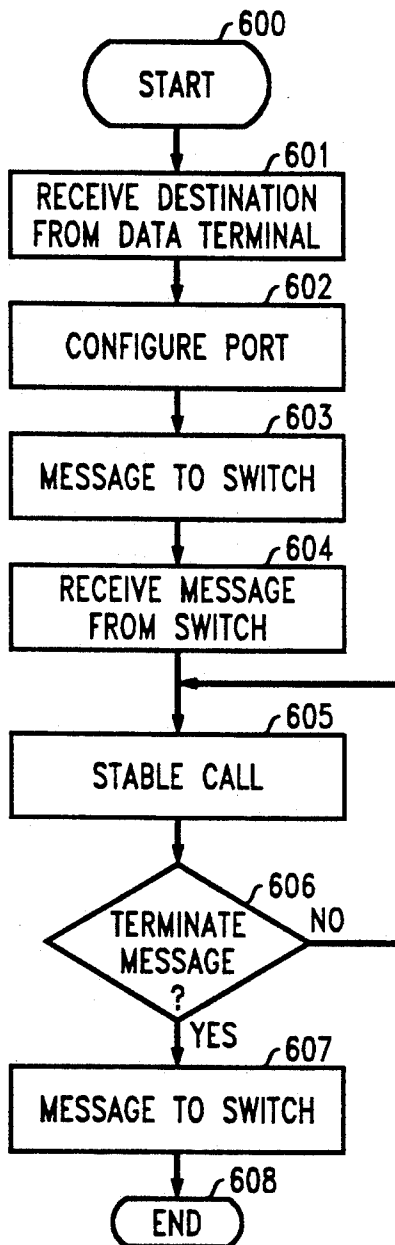 600
START
601
RECEIVE DESTINATION
FROM DATA TERMINAL
602
CONFIGURE PORT
603
MESSAGE TO SWITCH
604
RECEIVE MESSAGE
FROM SWITCH
605
STABLE CALL
606
TERMINATE
MESSAGE
?
NO
YES
607
MESSAGE TO SWITCH
608
END